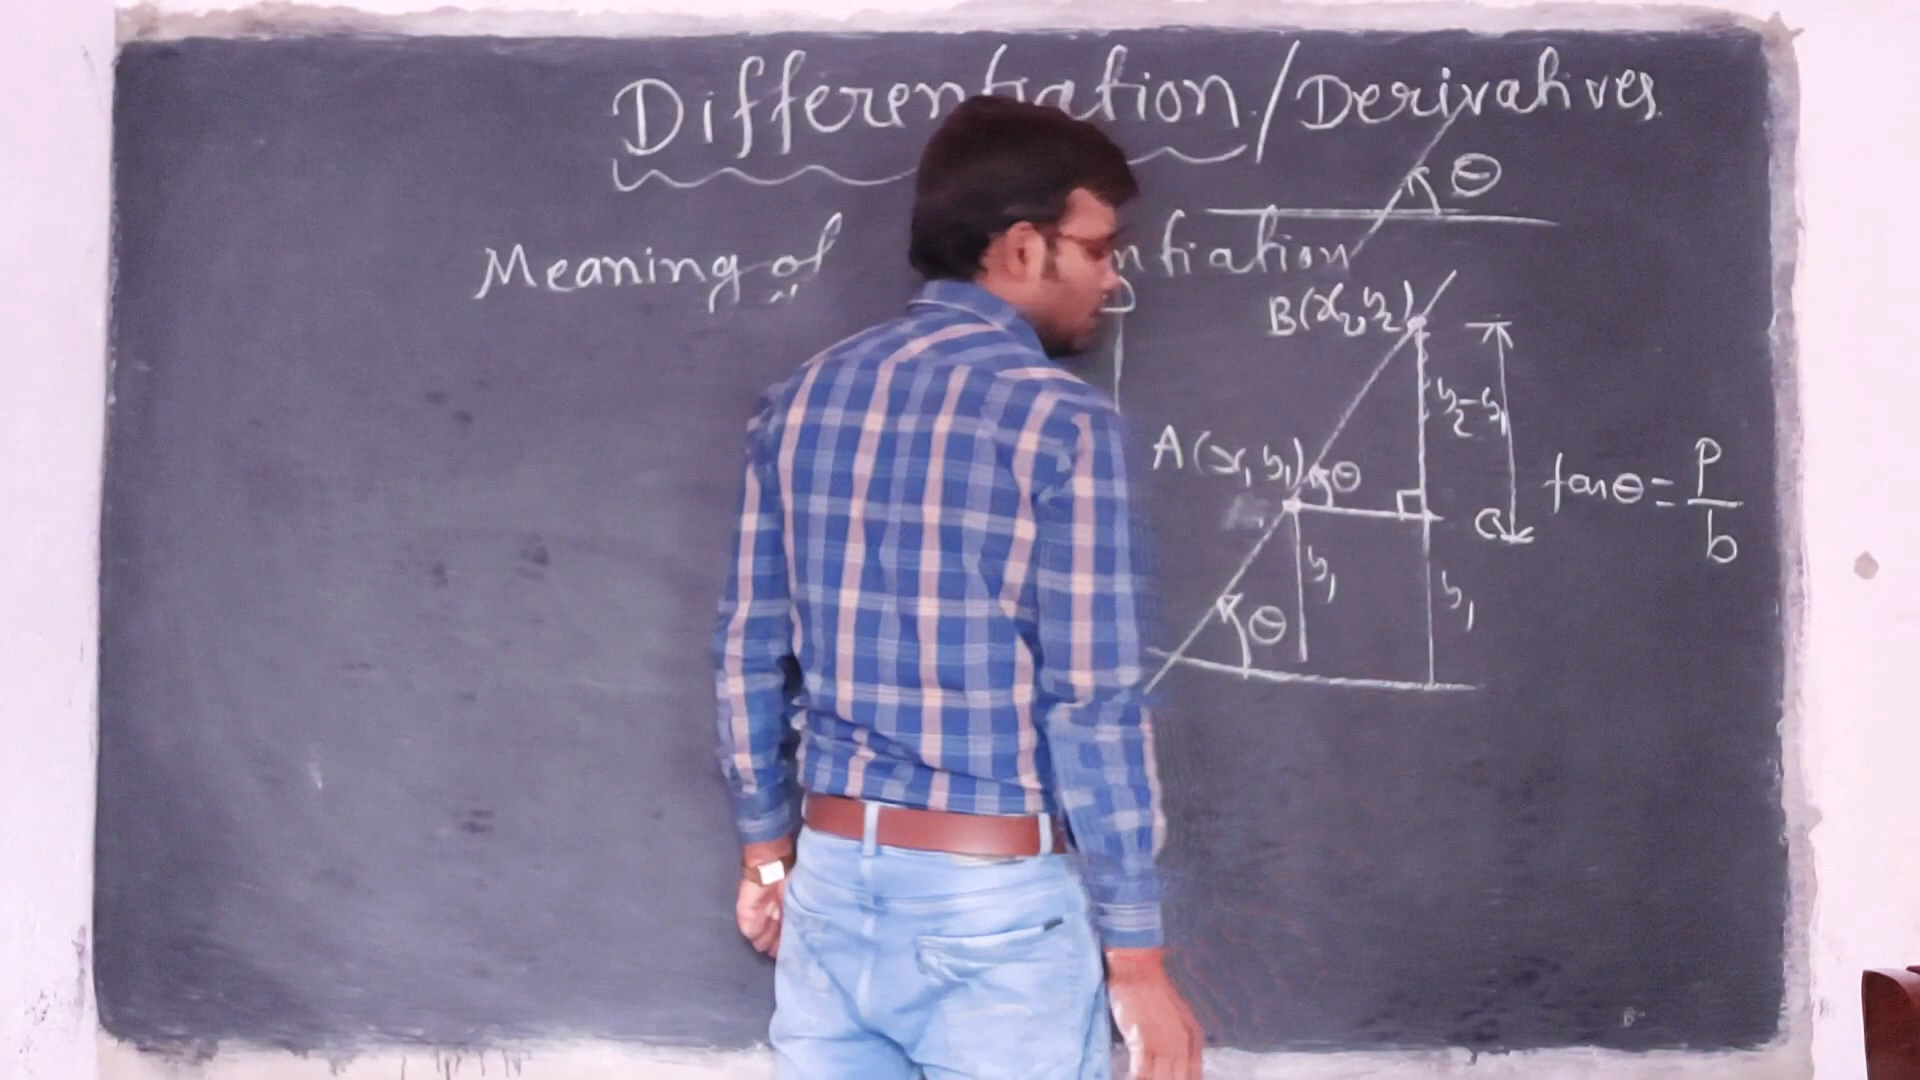 Differentiation/Derivatives
θ
Meaning of ntiation
B(x₂,y₂)
y₂-y₁
A(x₁,y₁) θ
tanθ = P/b
y₁ y₁
θ